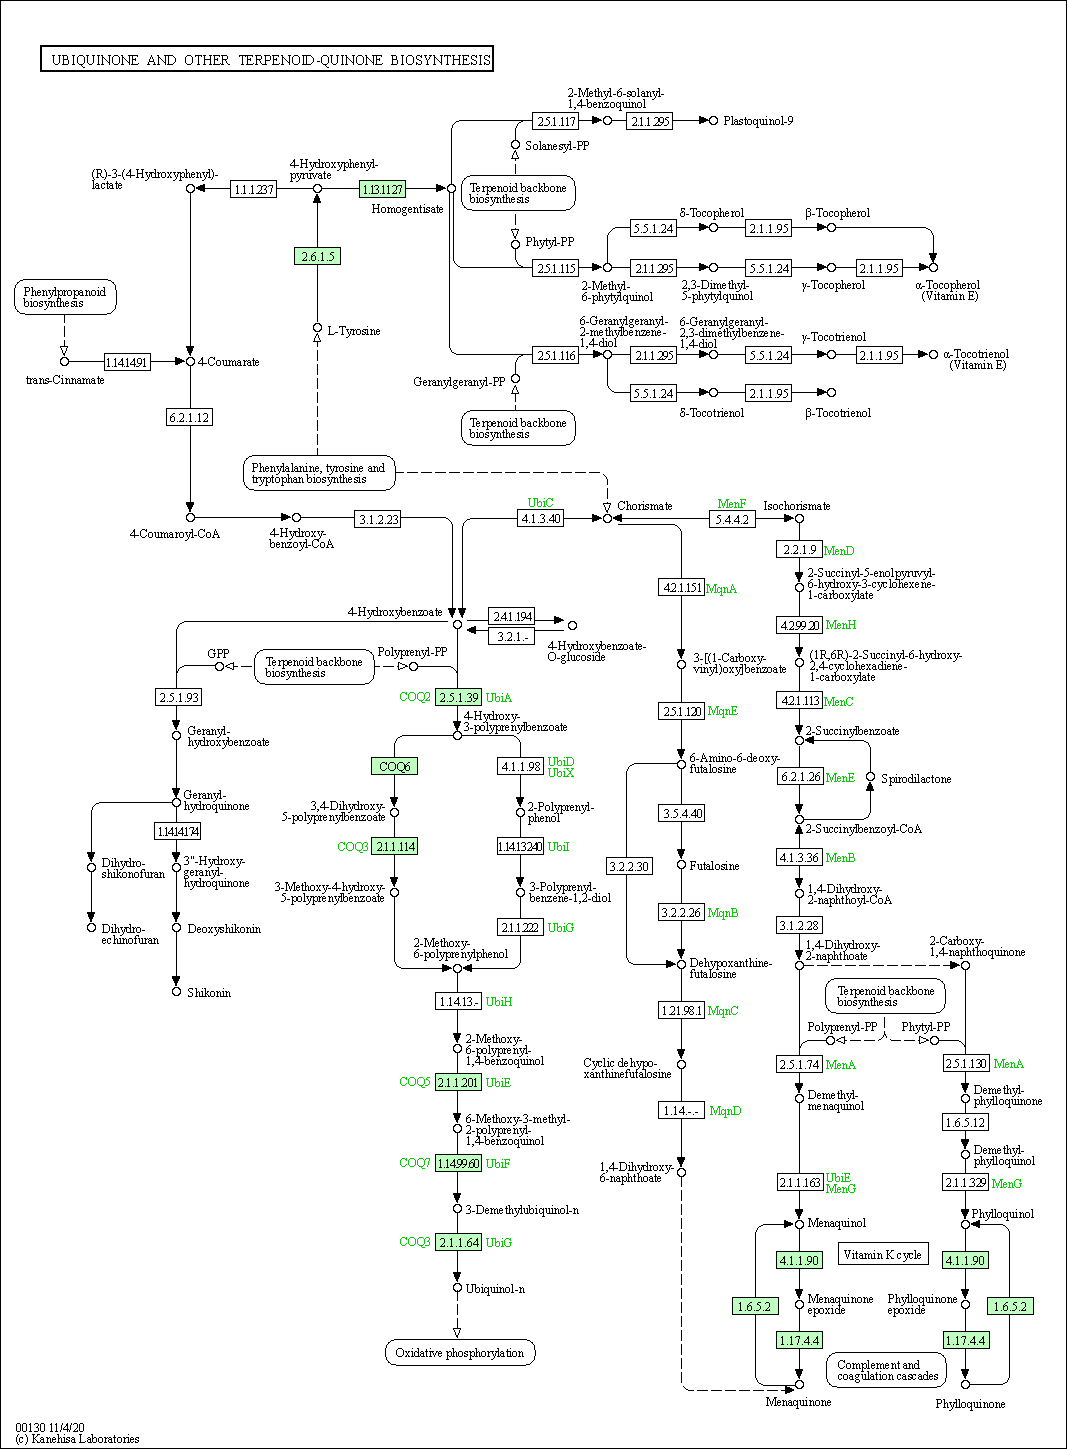 UBIQUINONE AND OTHER TERPENOID-QUINONE BIOSYNTHESIS
2-Methyl-6-solanyl-
1,4-benzoquinol
2.5.1.117
2.1.1.295
Plastoquinol-9
Solanesyl-PP
(R)-3-(4-Hydroxyphenyl)-
lactate
1.1.1.237
4-Hydroxyphenyl-
pyruvate
1.13.11.27
Homogentisate
Terpenoid backbone
biosynthesis
Phytyl-PP
2.5.1.115
2-Methyl-
6-phytylquinol
5.5.1.24
δ-Tocopherol
2.1.1.95
β-Tocopherol
2.1.1.295
2,3-Dimethyl-
5-phytylquinol
5.5.1.24
γ-Tocopherol
2.1.1.95
α-Tocopherol
(Vitamin E)
2.6.1.5
Phenylpropanoid
biosynthesis
L-Tyrosine
trans-Cinnamate
1.14.14.91
4-Coumarate
6-Geranylgeranyl-
2-methylbenzene-
1,4-diol
6-Geranylgeranyl-
2,3-dimethylbenzene-
1,4-diol
2.5.1.116
2.1.1.295
5.5.1.24
γ-Tocotrienol
2.1.1.95
α-Tocotrienol
(Vitamin E)
Geranylgeranyl-PP
5.5.1.24
δ-Tocotrienol
2.1.1.95
β-Tocotrienol
Terpenoid backbone
biosynthesis
6.2.1.12
Phenylalanine, tyrosine and
tryptophan biosynthesis
4-Coumaroyl-CoA
4-Hydroxy-
benzoyl-CoA
3.1.2.23
UbiC
4.1.3.40
Chorismate
MenF
5.4.4.2
Isochorismate
2.2.1.9
MenD
2-Succinyl-5-enolpyruvyl-
6-hydroxy-3-cyclohexene-
1-carboxylate
4.2.1.151
MqnA
4-Hydroxybenzoate
2.4.1.194
3.2.1.-
4-Hydroxybenzoate-
O-glucoside
4.2.99.20
MenH
3-[(1-Carboxy-
vinyl)oxy]benzoate
(1R,6R)-2-Succinyl-6-hydroxy-
2,4-cyclohexadiene-
1-carboxylate
GPP
Terpenoid backbone
biosynthesis
Polyprenyl-PP
2.5.1.93
COQ2
2.5.1.39
UbiA
2.5.1.120
MqnE
4.2.1.113
MenC
Geranyl-
hydroxybenzoate
4-Hydroxy-
3-polyprenylbenzoate
2-Succinylbenzoate
COQ6
4.1.1.98
UbiD
UbiX
6-Amino-6-deoxy-
futalosine
6.2.1.26
MenE
Spirodilactone
Geranyl-
hydroquinone
3,4-Dihydroxy-
5-polyprenylbenzoate
2-Polyprenyl-
phenol
3.5.4.40
2-Succinylbenzoyl-CoA
1.14.14.174
COQ3
2.1.1.114
1.14.13.240
UbiI
3.2.2.30
Futalosine
4.1.3.36
MenB
Dihydro-
shikonofuran
3"-Hydroxy-
geranyl-
hydroquinone
3-Methoxy-4-hydroxy-
5-polyprenylbenzoate
3-Polyprenyl-
benzene-1,2-diol
1,4-Dihydroxy-
2-naphthoyl-CoA
3.2.2.26
MqnB
Dihydro-
echinofuran
Deoxyshikonin
2.1.1.222
UbiG
3.1.2.28
2-Methoxy-
6-polyprenylphenol
Dehypoxanthine-
futalosine
1,4-Dihydroxy-
2-naphthoate
2-Carboxy-
1,4-naphthoquinone
Shikonin
1.14.13.-
UbiH
1.21.98.1
MqnC
Terpenoid backbone
biosynthesis
Polyprenyl-PP
Phytyl-PP
2-Methoxy-
6-polyprenyl-
1,4-benzoquinol
Cyclic dehypo-
xanthinefutalosine
2.5.1.74
MenA
2.5.1.130
MenA
COQ5
2.1.1.201
UbiE
Demethyl-
menaquinol
Demethyl-
phylloquinone
1.14.-.-
MqnD
1.6.5.12
6-Methoxy-3-methyl-
2-polyprenyl-
1,4-benzoquinol
Demethyl-
phylloquinol
COQ7
1.14.99.60
UbiF
1,4-Dihydroxy-
6-naphthoate
2.1.1.163
UbiE
MenG
2.1.1.329
MenG
3-Demethylubiquinol-n
Menaquinol
Phylloquinol
COQ3
2.1.1.64
UbiG
4.1.1.90
Vitamin K cycle
4.1.1.90
Ubiquinol-n
1.6.5.2
Menaquinone
epoxide
Phylloquinone
epoxide
1.6.5.2
1.17.4.4
1.17.4.4
Oxidative phosphorylation
Complement and
coagulation cascades
Menaquinone
Phylloquinone
00130 11/4/20
(c) Kanehisa Laboratories